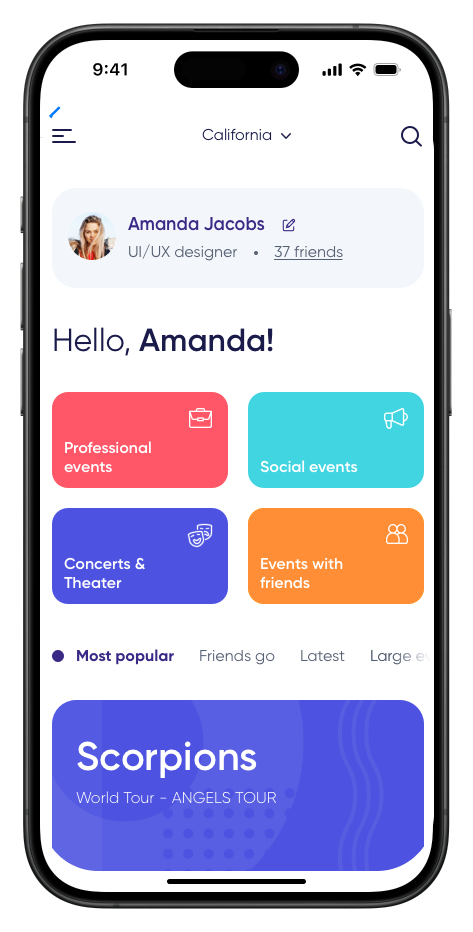 9:41
California
Amanda Jacobs
UI/UX designer • 37 friends
Hello, Amanda!
Professional
events
Social events
Concerts &
Theater
Events with
friends
Most popular Friends go Latest Large ev
Scorpions
World Tour - ANGELS TOUR